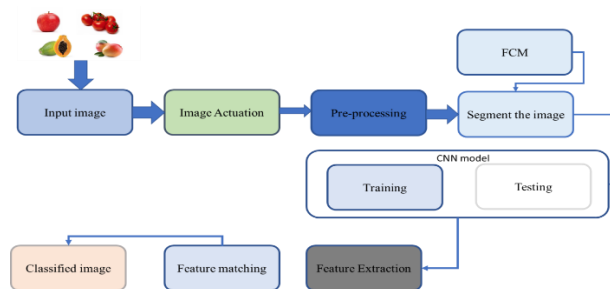 FCM
Input image
Image Actuation
Pre-processing
Segment the image
CNN model
Training
Testing
Classified image
Feature matching
Feature Extraction